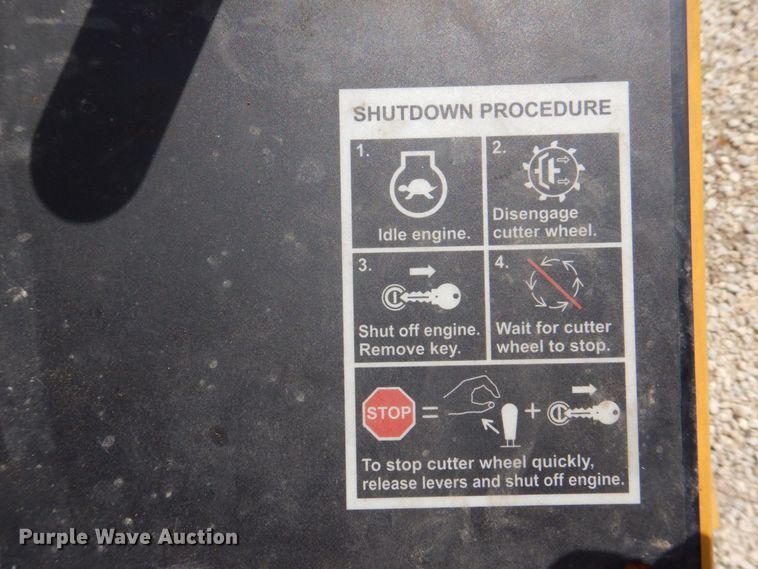 SHUTDOWN PROCEDURE
1.
Idle engine.
2.
Disengage
cutter wheel.
3.
Shut off engine.
Remove key.
4.
Wait for cutter
wheel to stop.
STOP = +
To stop cutter wheel quickly,
release levers and shut off engine.
Purple Wave Auction®